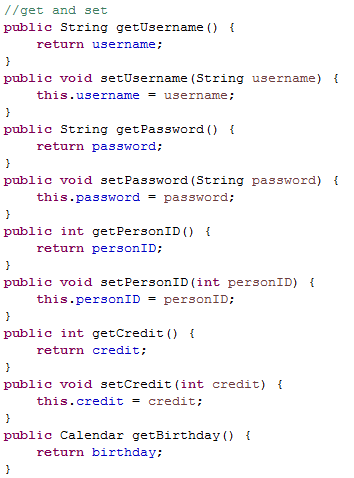 //get and set
public String getUsername() {
    return username;
}
public void setUsername(String username) {
    this.username = username;
}
public String getPassword() {
    return password;
}
public void setPassword(String password) {
    this.password = password;
}
public int getPersonID() {
    return personID;
}
public void setPersonID(int personID) {
    this.personID = personID;
}
public int getCredit() {
    return credit;
}
public void setCredit(int credit) {
    this.credit = credit;
}
public Calendar getBirthday() {
    return birthday;
}